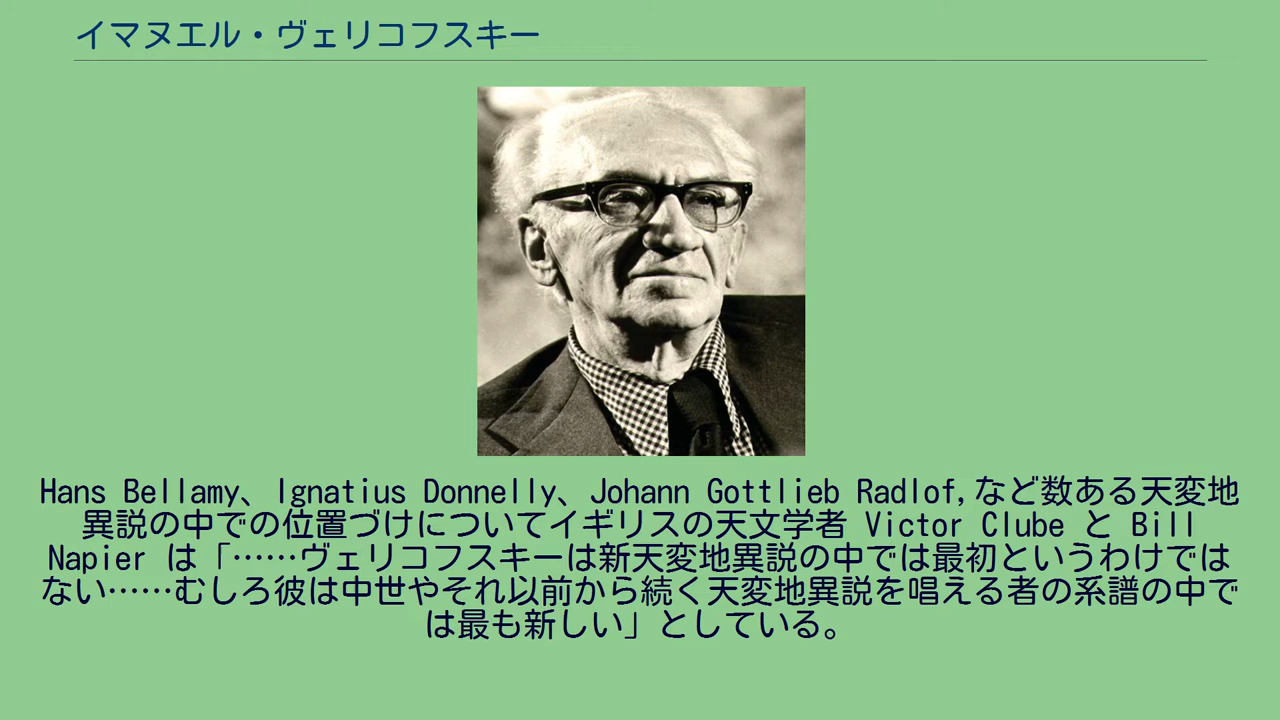 イマヌエル・ヴェリコフスキー
Hans Bellamy、Ignatius Donnelly、Johann Gottlieb Radlof,など数ある天変地
異説の中での位置づけについてイギリスの天文学者 Victor Clube と Bill
Napier は「……ヴェリコフスキーは新天変地異説の中では最初というわけでは
ない……むしろ彼は中世やそれ以前から続く天変地異説を唱える者の系譜の中で
は最も新しい」としている。